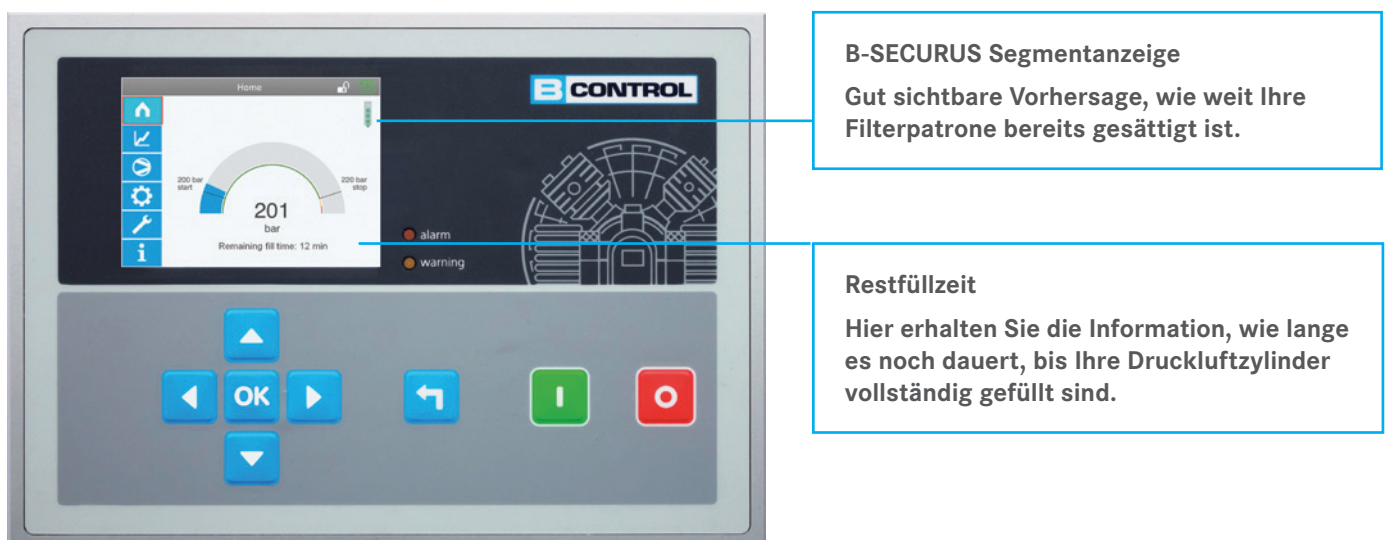 Home
B CONTROL
200 bar
start
220 bar
stop
201
bar
Remaining fill time: 12 min
i
alarm
warning
OK
I
O
B-SECURUS Segmentanzeige
Gut sichtbare Vorhersage, wie weit Ihre
Filterpatrone bereits gesättigt ist.
Restfüllzeit
Hier erhalten Sie die Information, wie lange
es noch dauert, bis Ihre Druckluftzylinder
vollständig gefüllt sind.